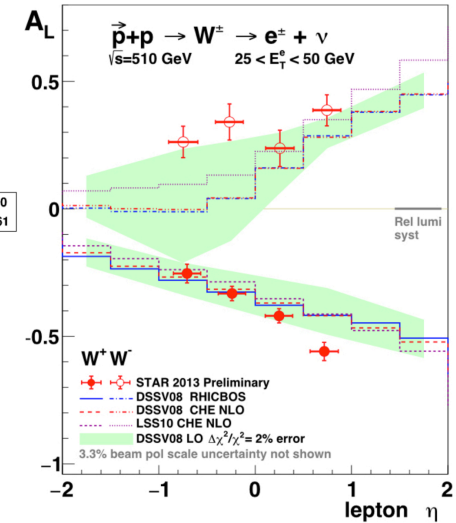 A_L
p⃗+p → W± → e± + ν
√s=510 GeV 25 < E_T^e < 50 GeV
0.5
0
0
61
Rel lumi
syst
-0.5
W+ W-
STAR 2013 Preliminary
DSSV08 RHICBOS
DSSV08 CHE NLO
LSS10 CHE NLO
DSSV08 LO Δχ²/χ²= 2% error
3.3% beam pol scale uncertainty not shown
-1
-2 -1 0 1 2
lepton η